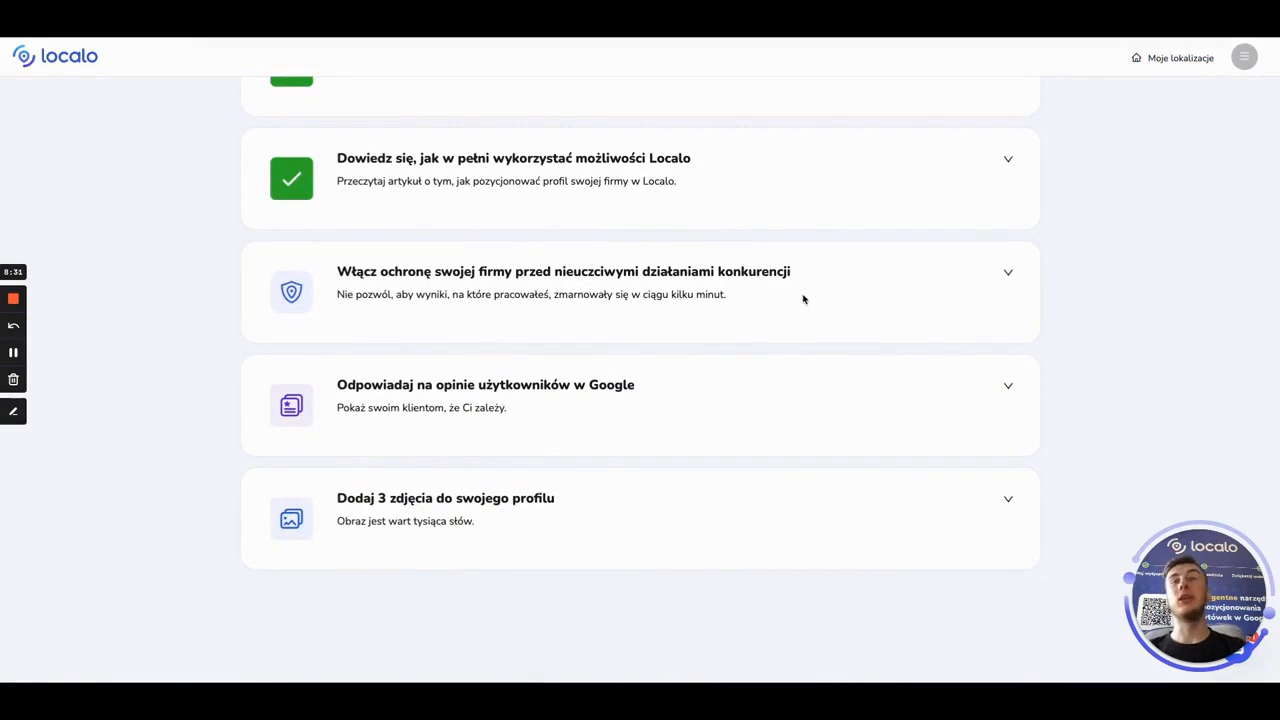 localo
Moje lokalizacje
Dowiedz się, jak w pełni wykorzystać możliwości Localo
Przeczytaj artykuł o tym, jak pozycjonować profil swojej firmy w Localo.
8:31
Włącz ochronę swojej firmy przed nieuczciwymi działaniami konkurencji
Nie pozwól, aby wyniki, na które pracowałeś, zmarnowały się w ciągu kilku minut.
Odpowiadaj na opinie użytkowników w Google
Pokaż swoim klientom, że Ci zależy.
Dodaj 3 zdjęcia do swojego profilu
Obraz jest wart tysiąca słów.
localo